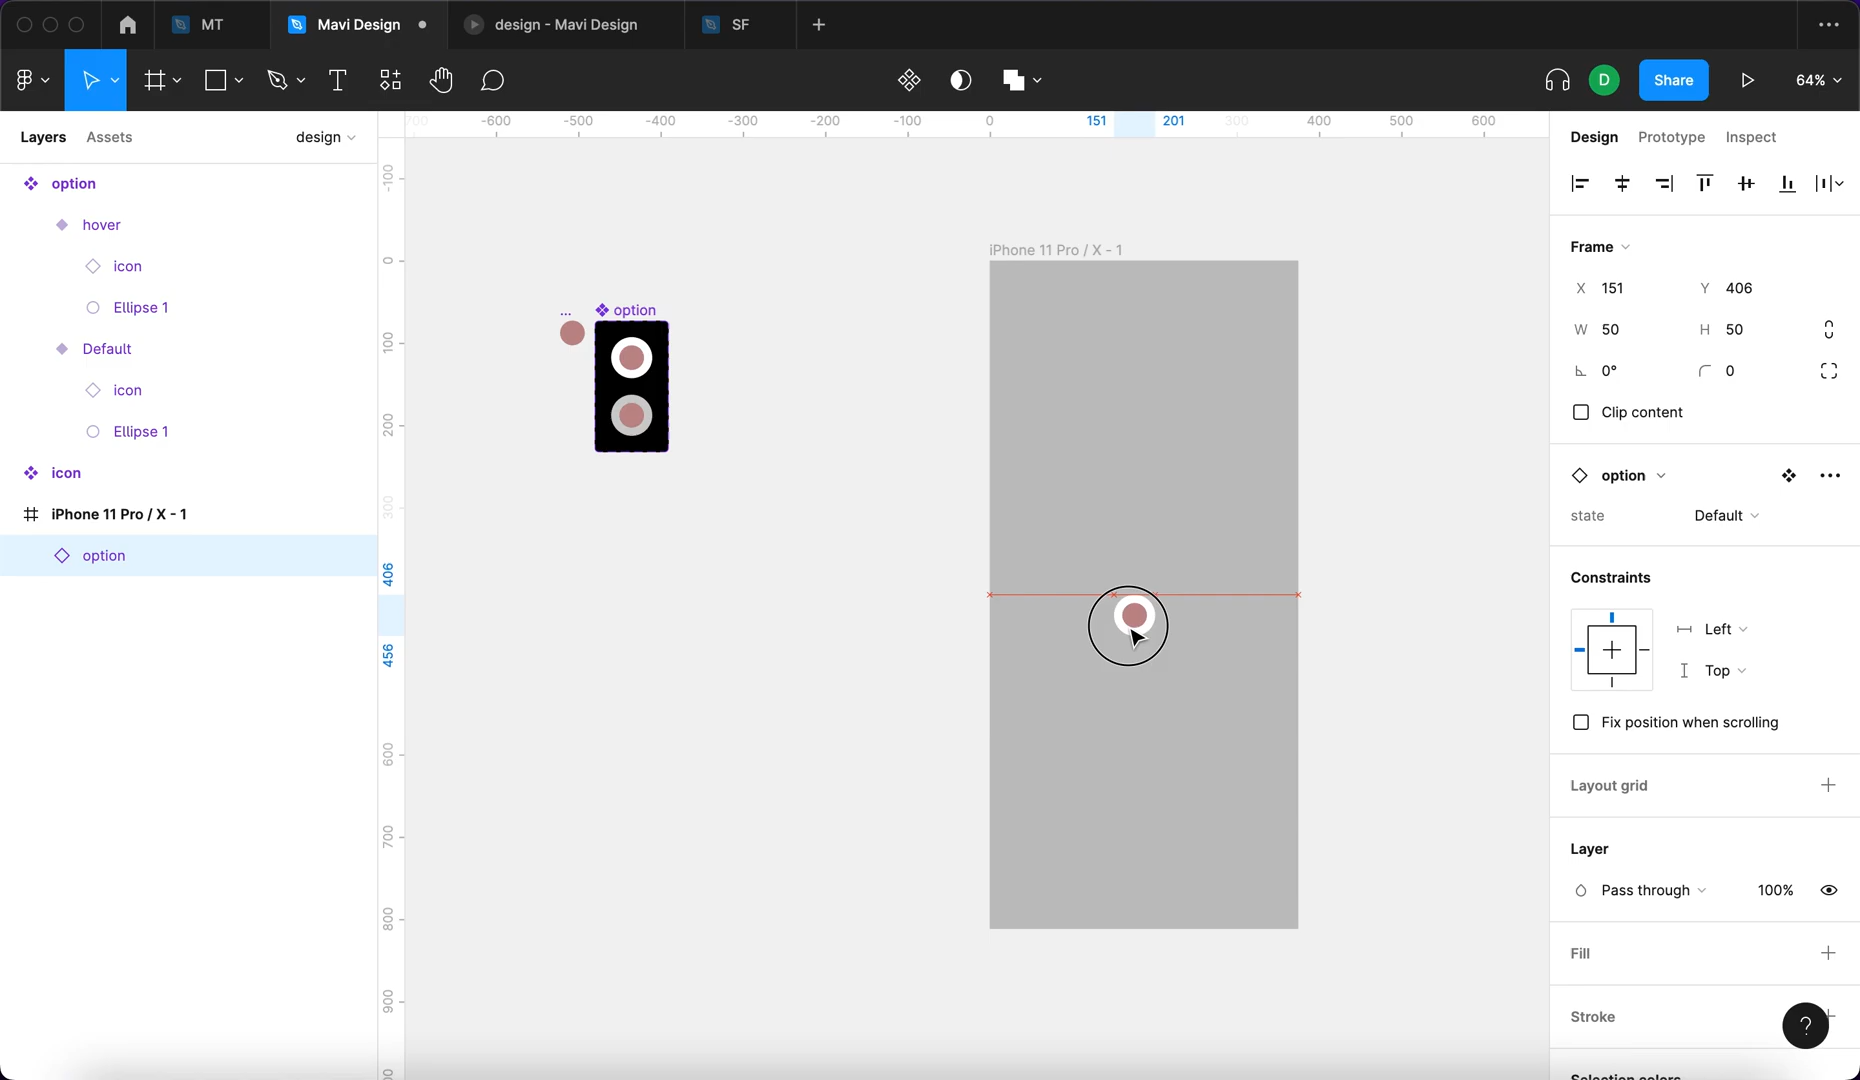 MT
Mavi Design
design - Mavi Design
SF
D
Share
64%
Layers
Assets
design
-600
-500
-400
-300
-200
-100
0
151
201
300
400
500
600
Design
Prototype
Inspect
option
hover
icon
Ellipse 1
Default
icon
Ellipse 1
icon
iPhone 11 Pro / X - 1
option
-100
0
100
200
300
406
456
600
700
800
900
... option
iPhone 11 Pro / X - 1
Frame
X 151 Y 406
W 50 H 50
0° 0
Clip content
option
state Default
Constraints
Left
Top
Fix position when scrolling
Layout grid
Layer
Pass through 100%
Fill
Stroke
?
Selection colors